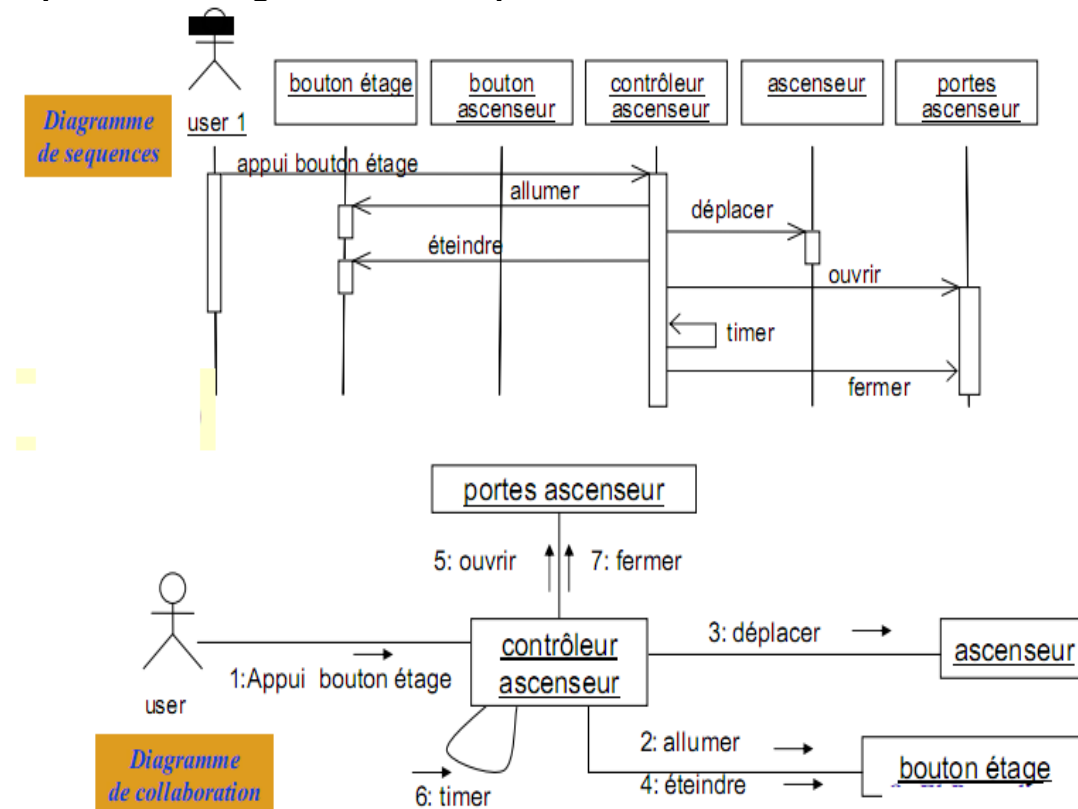 bouton étage
bouton
ascenseur
contrôleur
ascenseur
ascenseur
portes
ascenseur
user 1
Diagramme
de sequences
appui bouton étage
allumer
déplacer
éteindre
ouvrir
timer
fermer
portes ascenseur
5: ouvrir
7: fermer
contrôleur
ascenseur
3: déplacer
ascenseur
1:Appui bouton étage
user
2: allumer
bouton étage
4: éteindre
6: timer
Diagramme
de collaboration